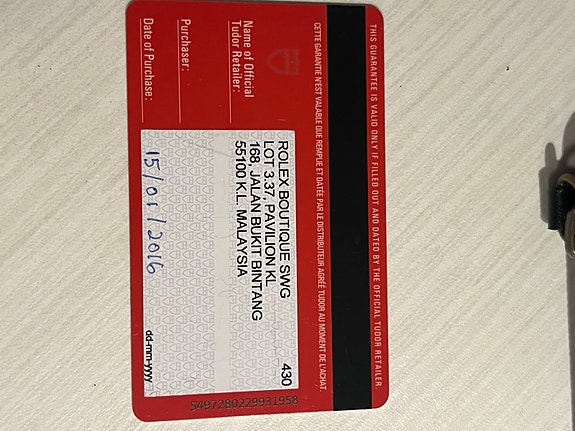 THIS GUARANTEE IS VALID ONLY IF FILLED OUT AND DATED BY THE OFFICIAL TUDOR RETAILER
CETTE GARANTIE N'EST VALABLE QUE REMPLIE ET DATÉE PAR LE DISTRIBUTEUR AGRÉÉ TUDOR AU MOMENT DE L'ACHAT
Name of Official
Tudor Retailer:
ROLEX BOUTIQUE SWG 430
LOT 3.37, PAVILION KL
168, JALAN BUKIT BINTANG
55100 K.L. MALAYSIA
Purchaser:
Date of Purchase:
15/01/2016
dd-mm-yyyy
5497280229931958